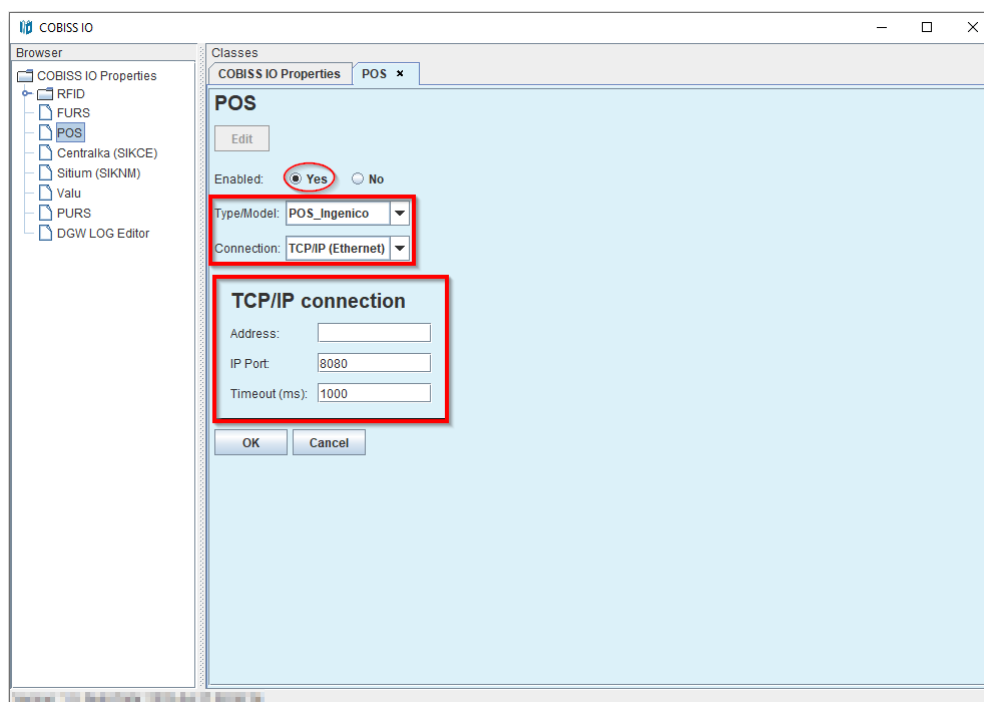 COBISS IO
Browser
COBISS IO Properties
RFID
FURS
POS
Centralka (SIKCE)
Sitium (SIKNM)
Valu
PURS
DGW LOG Editor
Classes
COBISS IO Properties POS ×
POS
Edit
Enabled: Yes No
Type/Model: POS_Ingenico
Connection: TCP/IP (Ethernet)
TCP/IP connection
Address:
IP Port: 8080
Timeout (ms): 1000
OK Cancel